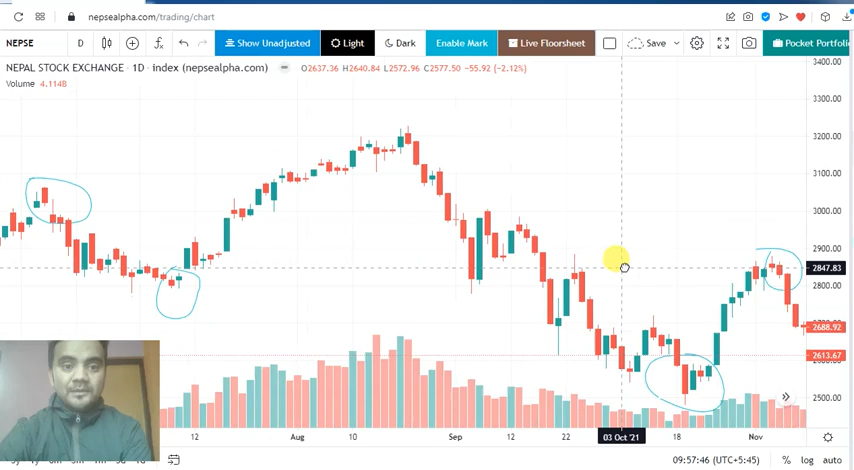 nepsealpha.com/trading/chart
NEPSE D Show Unadjusted Light Dark Enable Mark Live Floorsheet Save Pocket Portfolio
NEPAL STOCK EXCHANGE · 1D · index (nepsealpha.com) O2637.36 H2640.84 L2572.96 C2577.50 -55.92 (-2.12%)
Volume 4.114B
3400.00
3300.00
3200.00
3100.00
3000.00
2900.00
2847.83
2800.00
2688.92
2613.67
2500.00
12 Aug 10 Sep 12 22 03 Oct '21 18 Nov
09:57:46 (UTC+5:45) % log auto